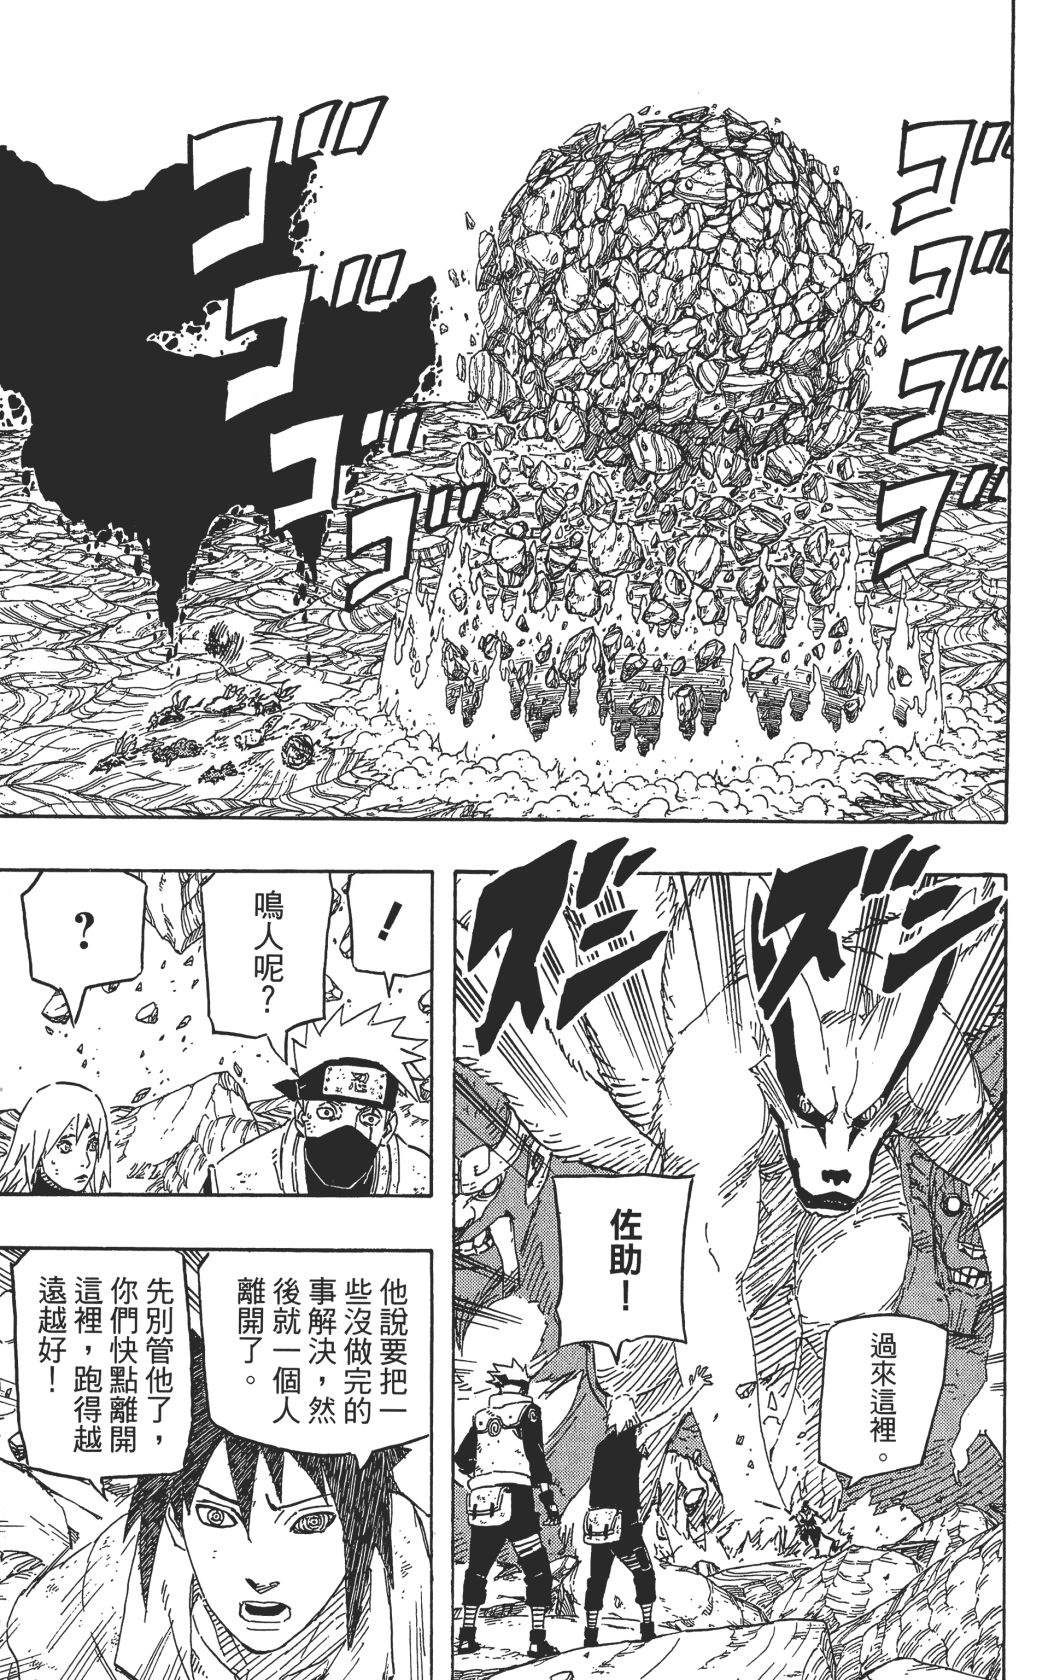 ゴゴゴゴ
ゴゴゴゴ
ズン
ズン
過來這裡。
佐助！
！
鳴人呢？
忍
？
他說要把一
些沒做完的
事解決，然
後就一個人
離開了。
先別管他了，
你們快點離開
這裡，跑得越
遠越好！